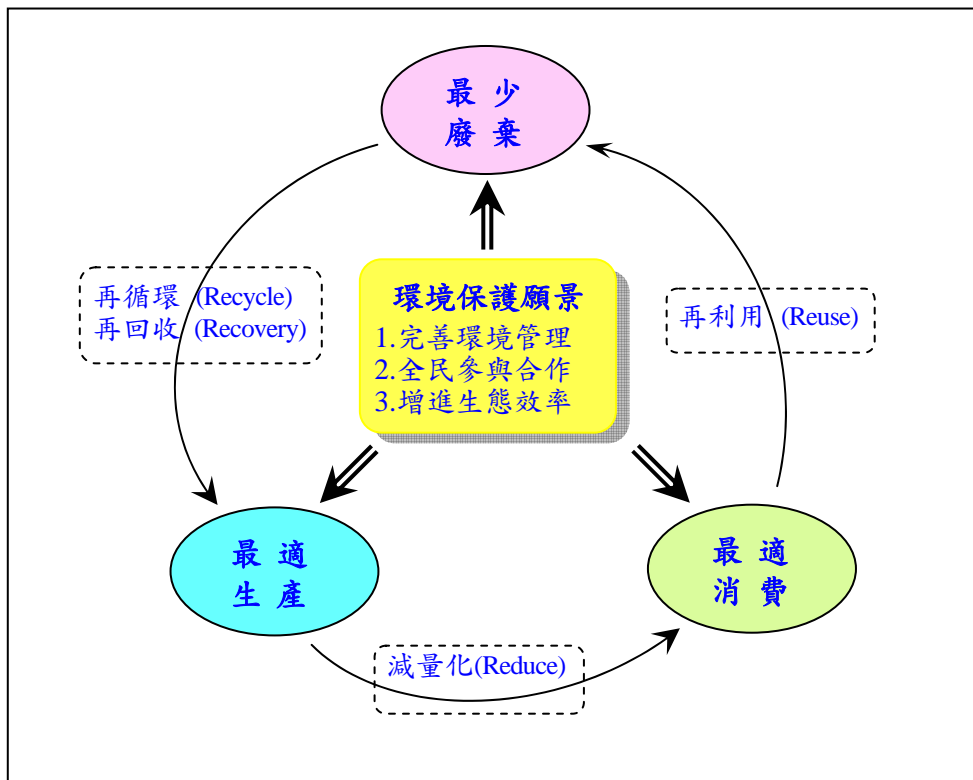 最 少
廢 棄
再循環 (Recycle)
再回收 (Recovery)
環境保護願景
1.完善環境管理
2.全民參與合作
3.增進生態效率
再利用 (Reuse)
最 適
生 產
最 適
消 費
減量化(Reduce)